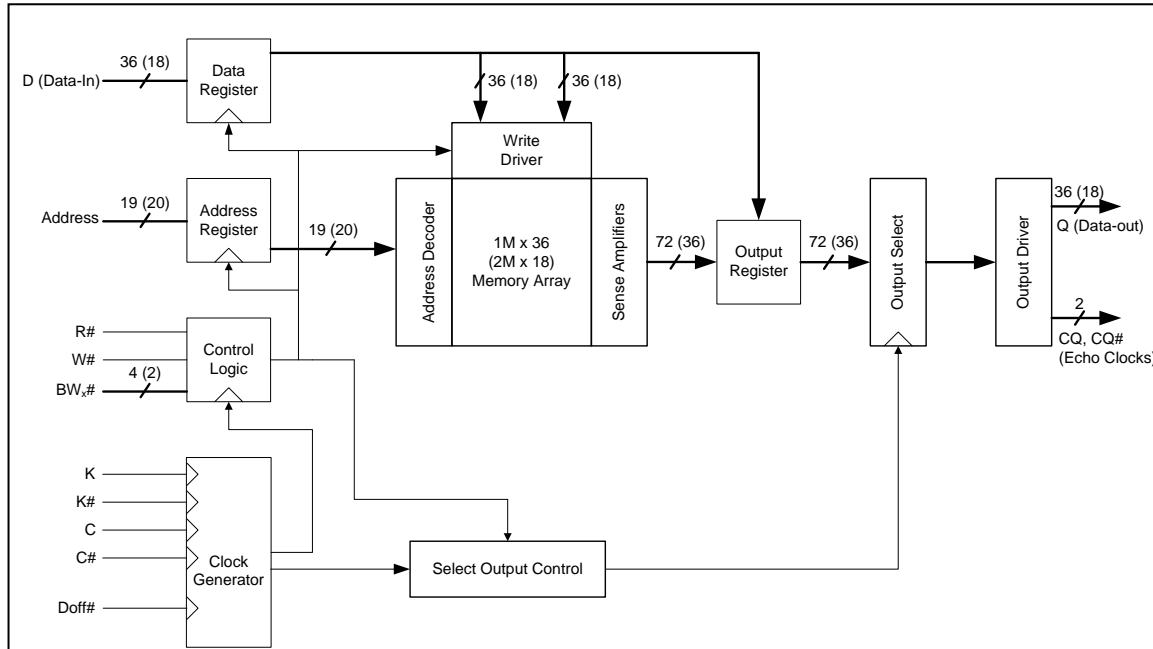 36 (18)
D (Data-In)
Data
Register
36 (18)
36 (18)
Write
Driver
19 (20)
Address
Address
Register
19 (20)
Address Decoder
1M x 36
(2M x 18)
Memory Array
Sense Amplifiers
72 (36)
Output
Register
72 (36)
Output Select
Output Driver
36 (18)
Q (Data-out)
2
CQ, CQ#
(Echo Clocks)
R#
W#
4 (2)
BWx#
Control
Logic
K
K#
C
C#
Doff#
Clock
Generator
Select Output Control